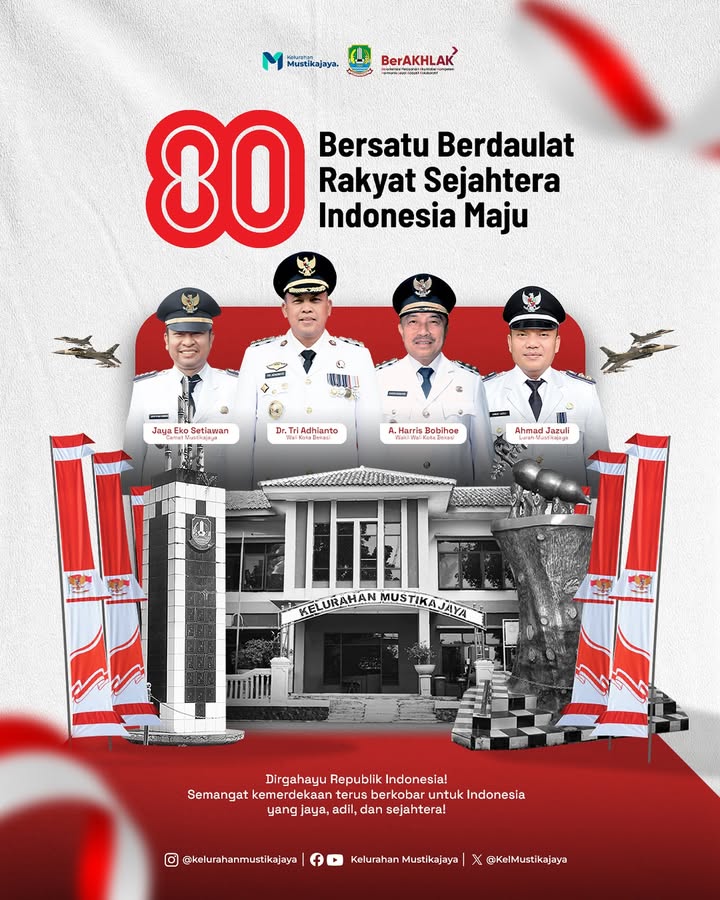 Kelurahan
Mustikajaya.
BerAKHLAK
80
Bersatu Berdaulat
Rakyat Sejahtera
Indonesia Maju
Jaya Eko Setiawan
Camat Mustikajaya
Dr. Tri Adhianto
Wali Kota Bekasi
A. Harris Bobihoe
Wakil Wali Kota Bekasi
Ahmad Jazuli
Lurah Mustikajaya
KELURAHAN MUSTIKAJAYA
Dirgahayu Republik Indonesia!
Semangat kemerdekaan terus berkobar untuk Indonesia
yang jaya, adil, dan sejahtera!
@kelurahanmustikajaya | Kelurahan Mustikajaya | @KelMustikajaya